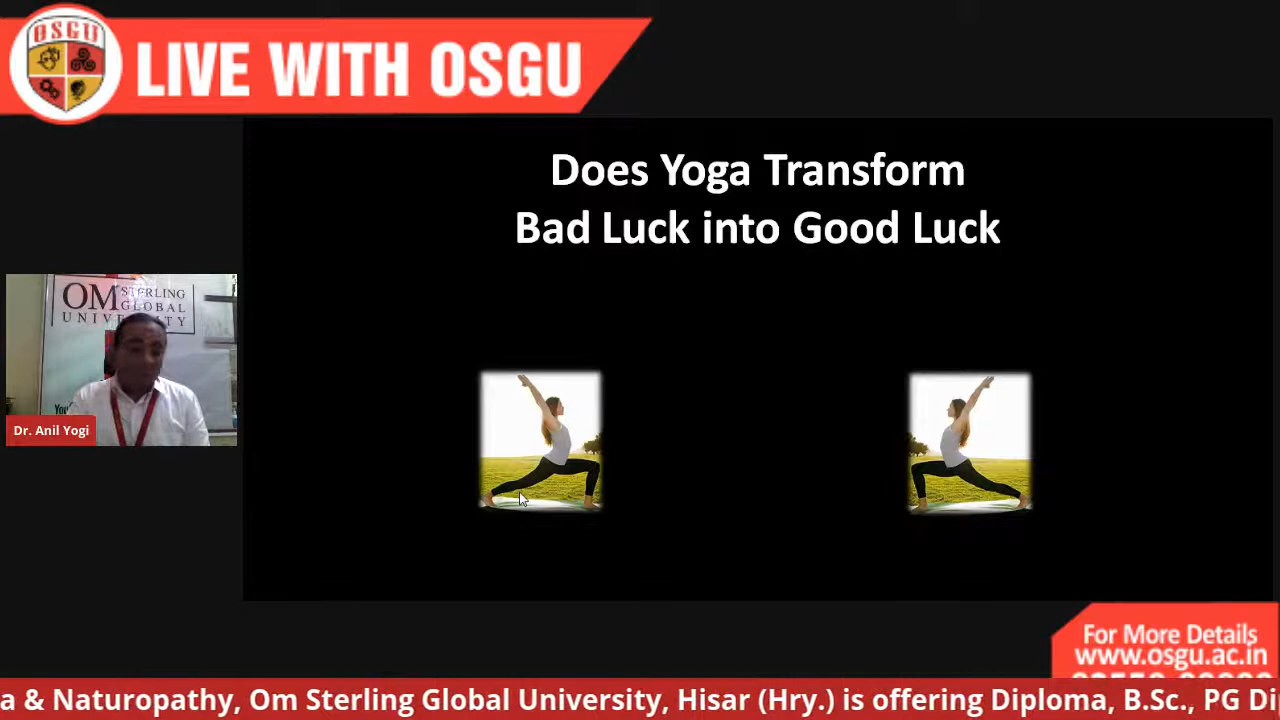 OSGU
LIVE WITH OSGU
Does Yoga Transform
Bad Luck into Good Luck
OM STERLING
GLOBAL
UNIVERSITY
You
Dr. Anil Yogi
For More Details
www.osgu.ac.in
a & Naturopathy, Om Sterling Global University, Hisar (Hry.) is offering Diploma, B.Sc., PG Di